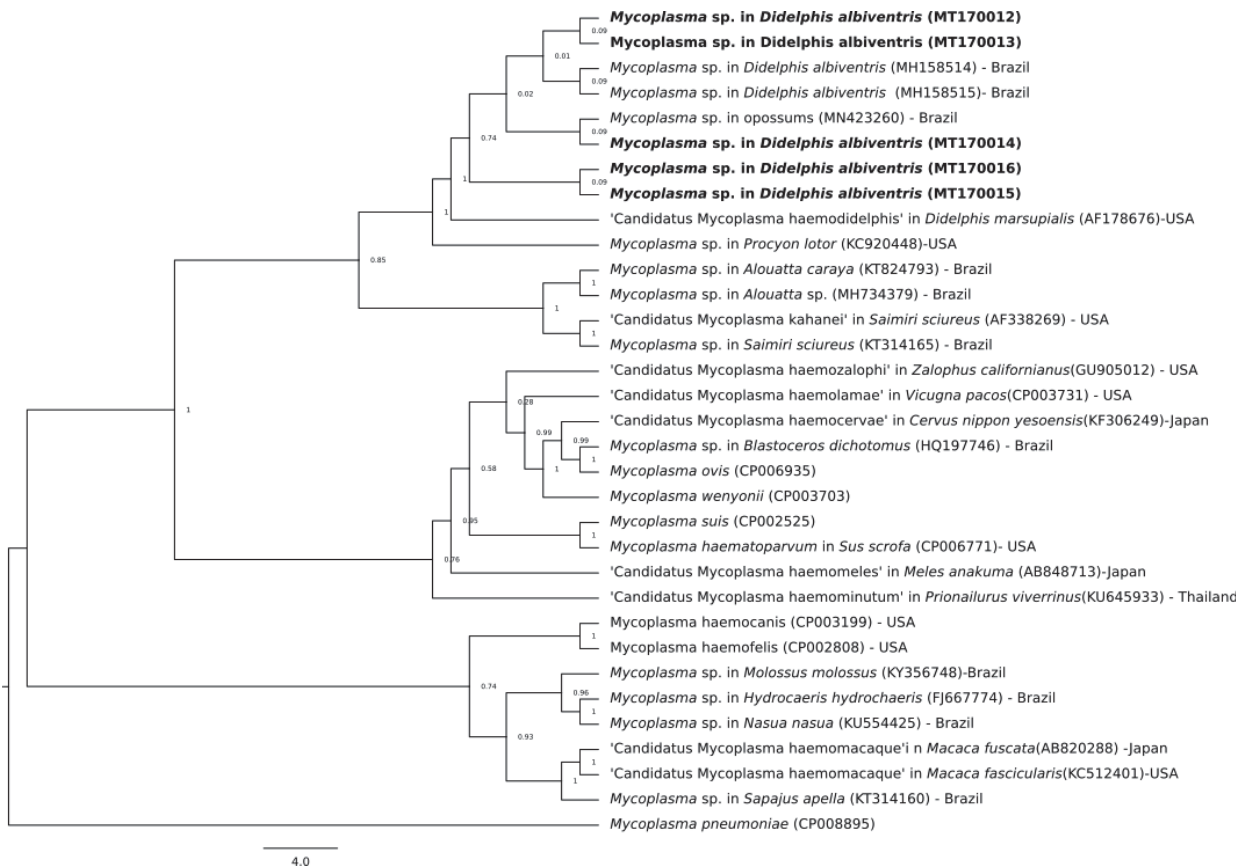 Mycoplasma sp. in Didelphis albiventris (MT170012)
0.09
Mycoplasma sp. in Didelphis albiventris (MT170013)
0.01
Mycoplasma sp. in Didelphis albiventris (MH158514) - Brazil
0.09
Mycoplasma sp. in Didelphis albiventris (MH158515)- Brazil
0.02
Mycoplasma sp. in opossums (MN423260) - Brazil
0.09
Mycoplasma sp. in Didelphis albiventris (MT170014)
0.74
Mycoplasma sp. in Didelphis albiventris (MT170016)
0.09
1
Mycoplasma sp. in Didelphis albiventris (MT170015)
1
'Candidatus Mycoplasma haemodidelphis' in Didelphis marsupialis (AF178676)-USA
Mycoplasma sp. in Procyon lotor (KC920448)-USA
0.85
Mycoplasma sp. in Alouatta caraya (KT824793) - Brazil
1
Mycoplasma sp. in Alouatta sp. (MH734379) - Brazil
1
'Candidatus Mycoplasma kahanei' in Saimiri sciureus (AF338269) - USA
1
Mycoplasma sp. in Saimiri sciureus (KT314165) - Brazil
'Candidatus Mycoplasma haemozalophi' in Zalophus californianus(GU905012) - USA
0.28
'Candidatus Mycoplasma haemolamae' in Vicugna pacos(CP003731) - USA
1
'Candidatus Mycoplasma haemocervae' in Cervus nippon yesoensis(KF306249)-Japan
0.99
0.99
Mycoplasma sp. in Blastoceros dichotomus (HQ197746) - Brazil
1
0.58
1
Mycoplasma ovis (CP006935)
Mycoplasma wenyonii (CP003703)
0.95
Mycoplasma suis (CP002525)
1
Mycoplasma haematoparvum in Sus scrofa (CP006771)- USA
0.76
'Candidatus Mycoplasma haemomeles' in Meles anakuma (AB848713)-Japan
'Candidatus Mycoplasma haemominutum' in Prionailurus viverrinus(KU645933) - Thailand
Mycoplasma haemocanis (CP003199) - USA
1
Mycoplasma haemofelis (CP002808) - USA
0.74
Mycoplasma sp. in Molossus molossus (KY356748)-Brazil
0.96
Mycoplasma sp. in Hydrocaeris hydrochaeris (FJ667774) - Brazil
1
Mycoplasma sp. in Nasua nasua (KU554425) - Brazil
0.93
'Candidatus Mycoplasma haemomacaque'i n Macaca fuscata(AB820288) -Japan
1
'Candidatus Mycoplasma haemomacaque' in Macaca fascicularis(KC512401)-USA
1
Mycoplasma sp. in Sapajus apella (KT314160) - Brazil
Mycoplasma pneumoniae (CP008895)
4.0